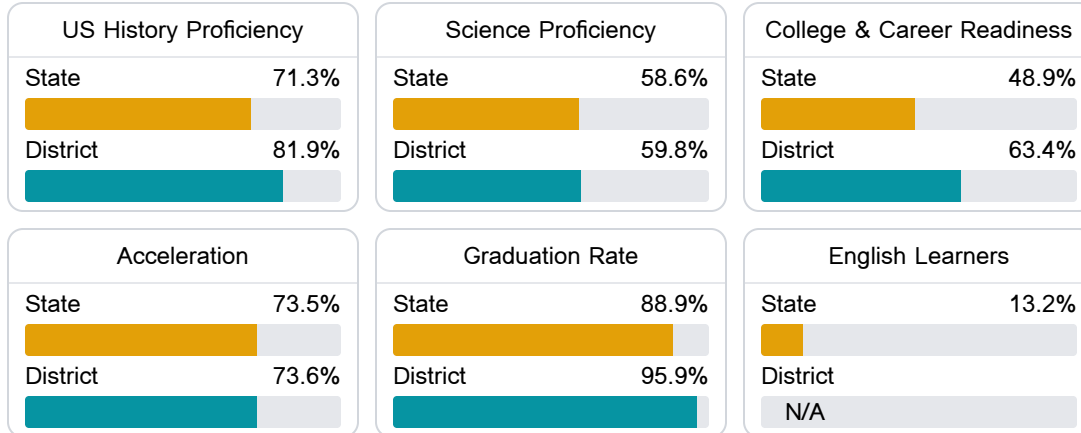 US History Proficiency
State 71.3%
District 81.9%
Science Proficiency
State 58.6%
District 59.8%
College & Career Readiness
State 48.9%
District 63.4%
Acceleration
State 73.5%
District 73.6%
Graduation Rate
State 88.9%
District 95.9%
English Learners
State 13.2%
District
N/A